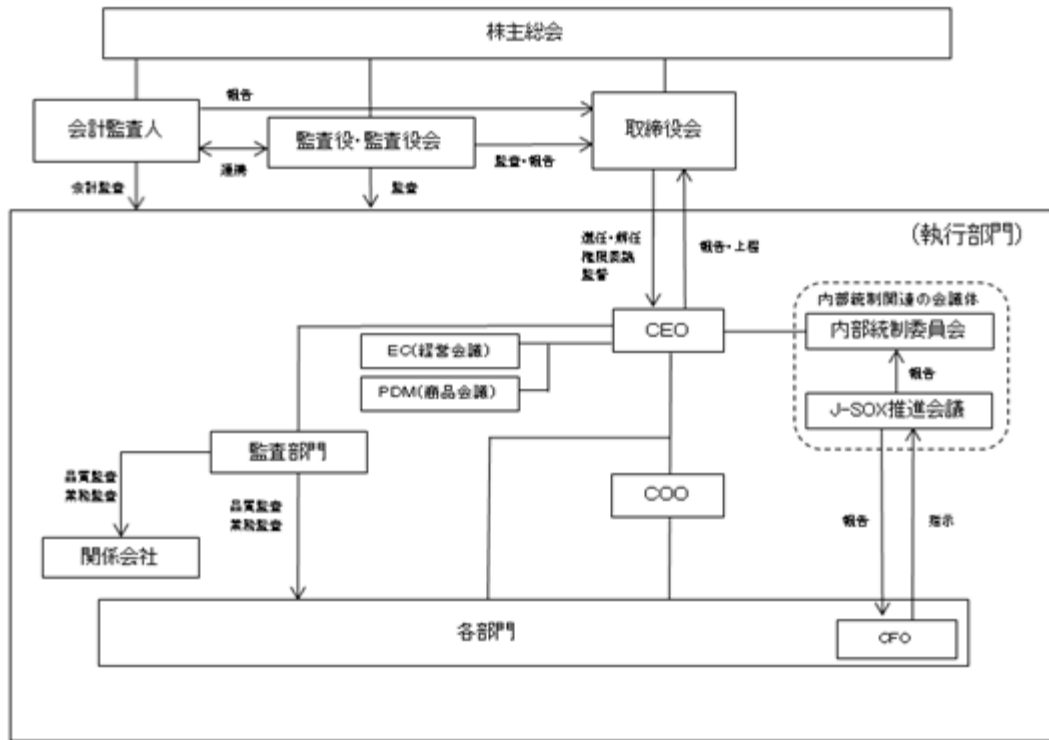 株主総会
報告
会計監査人
監査役・監査役会
取締役会
連携
監査・報告
会計監査
監査
(執行部門)
選任・解任
権限委譲
監督
報告・上程
内部統制関連の会議体
CEO
内部統制委員会
EC(経営会議)
報告
PDM(商品会議)
J-SOX推進会議
監査部門
品質監査
業務監査
品質監査
業務監査
COO
報告
指示
関係会社
各部門
CFO